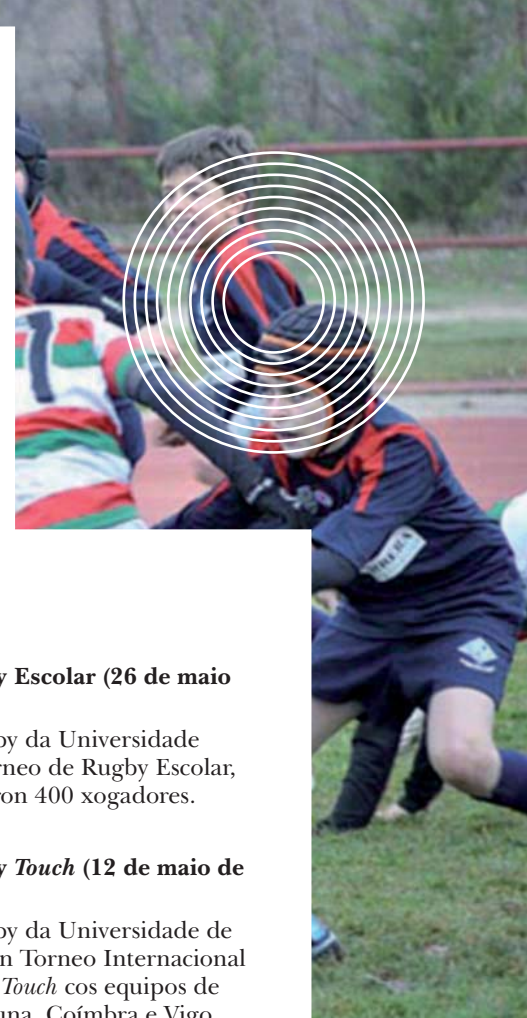 1
y Escolar (26 de maio
by da Universidade
rneo de Rugby Escolar,
on 400 xogadores.
y Touch (12 de maio de
by da Universidade de
n Torneo Internacional
Touch cos equipos de
una, Coímbra e Vigo